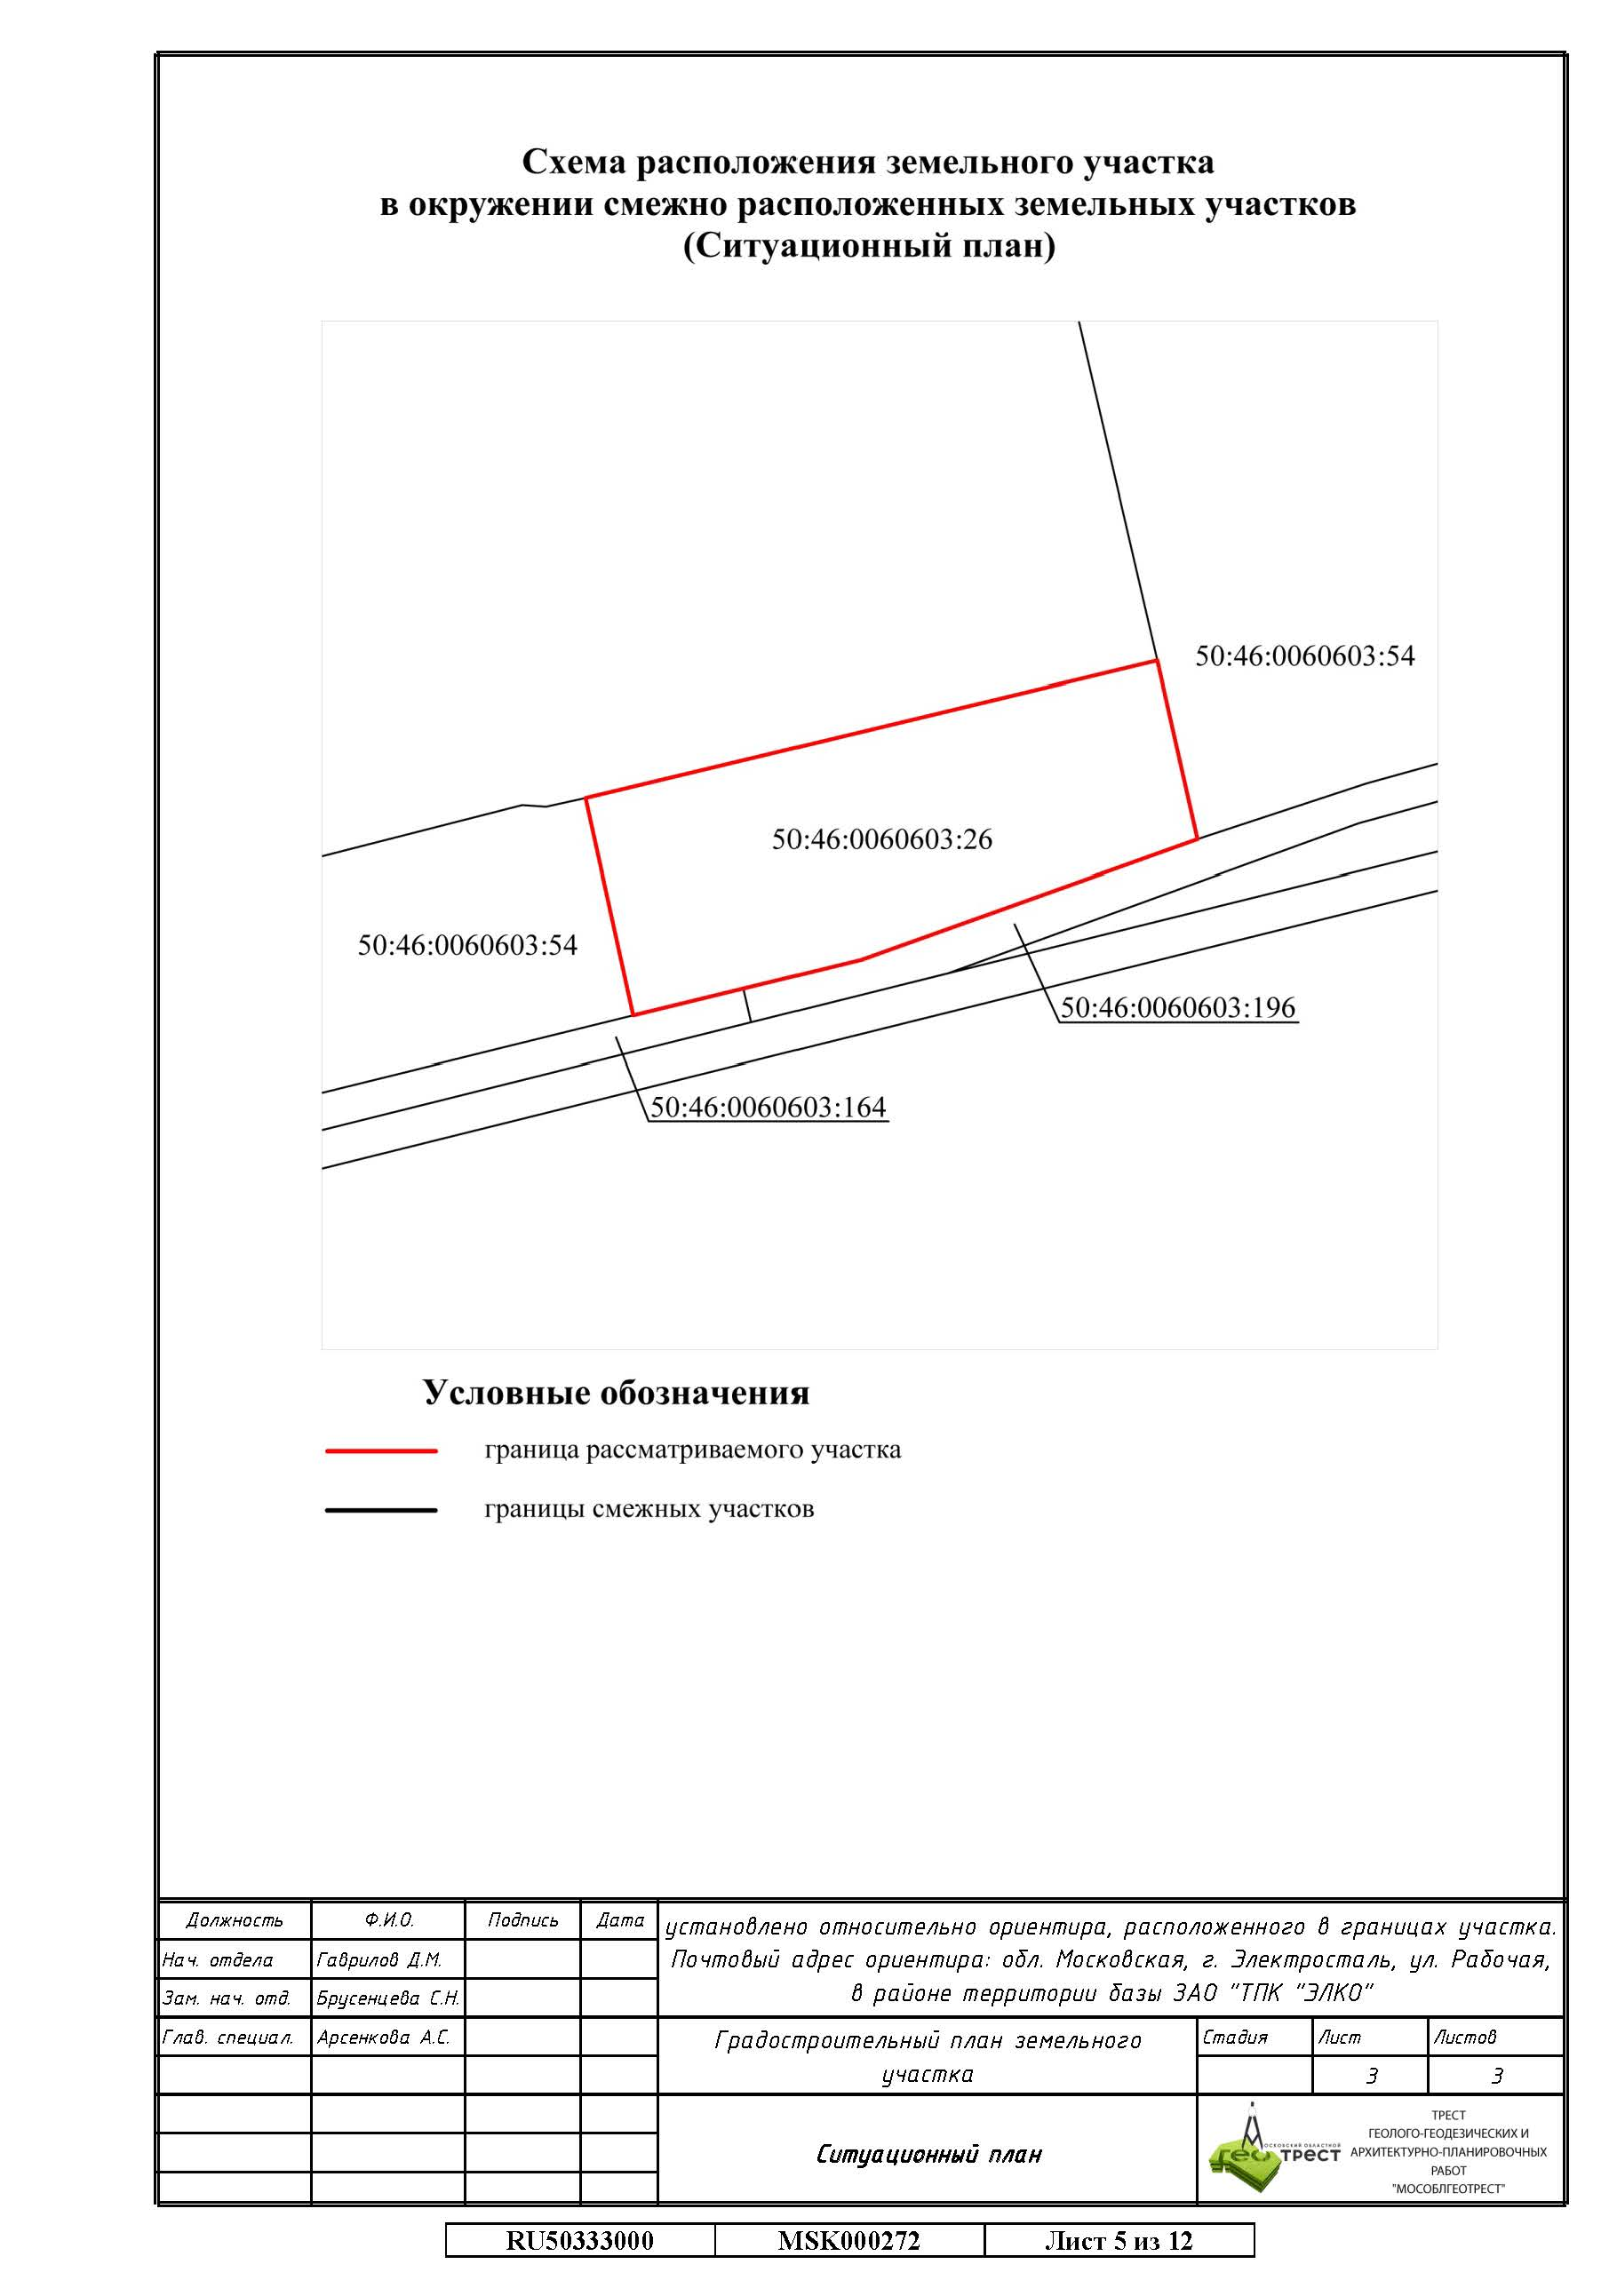 Схема расположения земельного участка
в окружении смежно расположенных земельных участков
(Ситуационный план)
50:46:0060603:54
50:46:0060603:26
50:46:0060603:54
50:46:0060603:196
50:46:0060603:164
Условные обозначения
граница рассматриваемого участка
границы смежных участков
Должность Ф.И.О. Подпись Дата
Нач. отдела Гаврилов Д.М.
Зам. нач. отд. Брусенцева С.Н.
Глав. специал. Арсенкова А.С.
установлено относительно ориентира, расположенного в границах участка.
Почтовый адрес ориентира: обл. Московская, г. Электросталь, ул. Рабочая,
в районе территории базы ЗАО "ТПК "ЭЛКО"
Градостроительный план земельного
участка
Стадия Лист Листов
3 3
Ситуационный план
МОСКОВСКИЙ ОБЛАСТНОЙ
ГЕО ТРЕСТ
ТРЕСТ
ГЕОЛОГО-ГЕОДЕЗИЧЕСКИХ И
АРХИТЕКТУРНО-ПЛАНИРОВОЧНЫХ
РАБОТ
"МОСОБЛГЕОТРЕСТ"
RU50333000 MSK000272 Лист 5 из 12